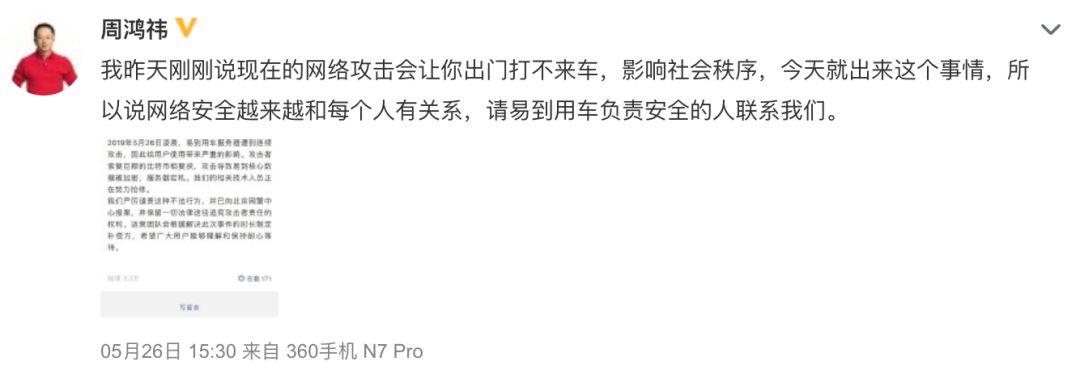 周鸿祎
我昨天刚刚说现在的网络攻击会让你出门打不来车，影响社会秩序，今天就出来这个事情，所
以说网络安全越来越和每个人有关系，请易到用车负责安全的人联系我们。
2019年5月26日凌晨，易到用车服务器遭到连续
攻击，因此给用户使用带来严重的影响。攻击者
索要巨额的比特币相要挟，攻击导致易到核心数
据被加密，服务器宕机。我们的相关技术人员正
在努力抢修。
我们严厉谴责这种不法行为，并已向北京网警中
心报案，并保留一切法律途径追究攻击者责任的
权利，运营团队会根据解决此次事件的时长制定
补偿方，希望广大用户能够理解和保持耐心等
待。
阅读 3.2万
在看 171
写留言
05月26日 15:30 来自 360手机 N7 Pro